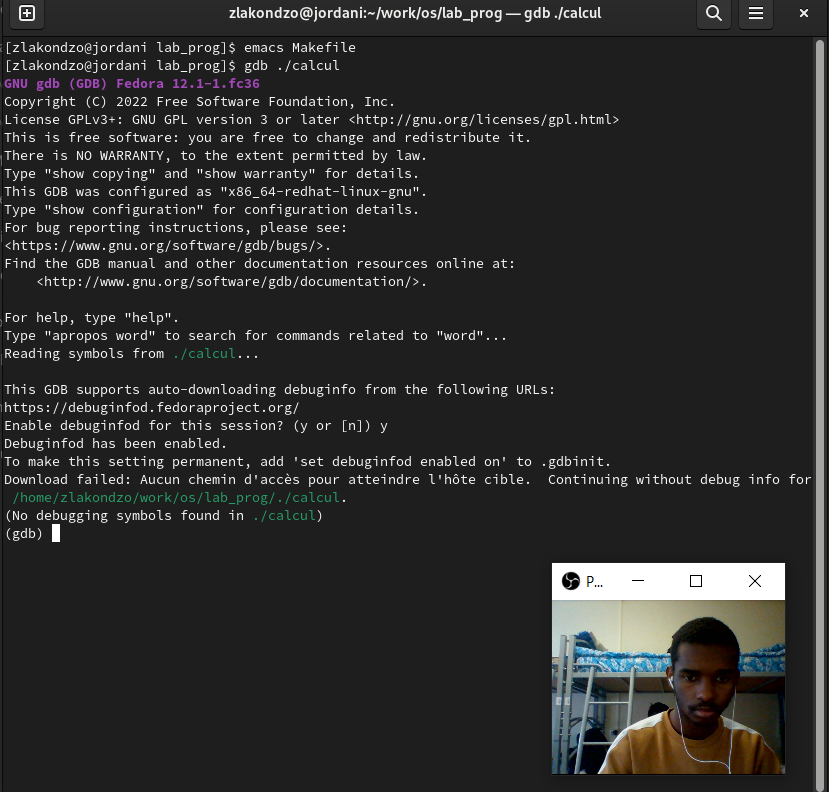 zlakondzo@jordani:~/work/os/lab_prog — gdb ./calcul
[zlakondzo@jordani lab_prog]$ emacs Makefile
[zlakondzo@jordani lab_prog]$ gdb ./calcul
GNU gdb (GDB) Fedora 12.1-1.fc36
Copyright (C) 2022 Free Software Foundation, Inc.
License GPLv3+: GNU GPL version 3 or later <http://gnu.org/licenses/gpl.html>
This is free software: you are free to change and redistribute it.
There is NO WARRANTY, to the extent permitted by law.
Type "show copying" and "show warranty" for details.
This GDB was configured as "x86_64-redhat-linux-gnu".
Type "show configuration" for configuration details.
For bug reporting instructions, please see:
<https://www.gnu.org/software/gdb/bugs/>.
Find the GDB manual and other documentation resources online at:
    <http://www.gnu.org/software/gdb/documentation/>.
For help, type "help".
Type "apropos word" to search for commands related to "word"...
Reading symbols from ./calcul...
This GDB supports auto-downloading debuginfo from the following URLs:
https://debuginfod.fedoraproject.org/
Enable debuginfod for this session? (y or [n]) y
Debuginfod has been enabled.
To make this setting permanent, add 'set debuginfod enabled on' to .gdbinit.
Download failed: Aucun chemin d'accès pour atteindre l'hôte cible.  Continuing without debug info for
 /home/zlakondzo/work/os/lab_prog/./calcul.
(No debugging symbols found in ./calcul)
(gdb)
P...